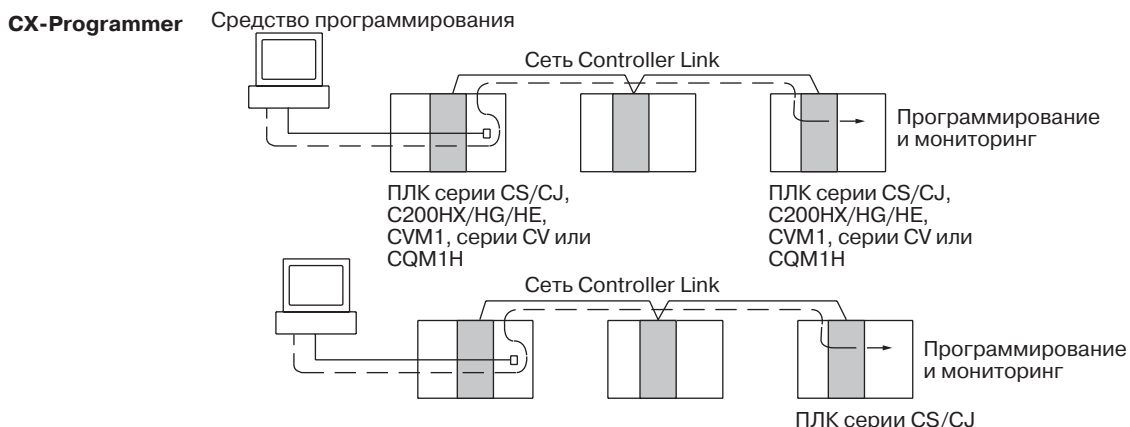 CX-Programmer
Средство программирования
Сеть Controller Link
Программирование
и мониторинг
ПЛК серии CS/CJ,
C200HX/HG/HE,
CVM1, серии CV или
CQM1H
ПЛК серии CS/CJ,
C200HX/HG/HE,
CVM1, серии CV или
CQM1H
Сеть Controller Link
Программирование
и мониторинг
ПЛК серии CS/CJ